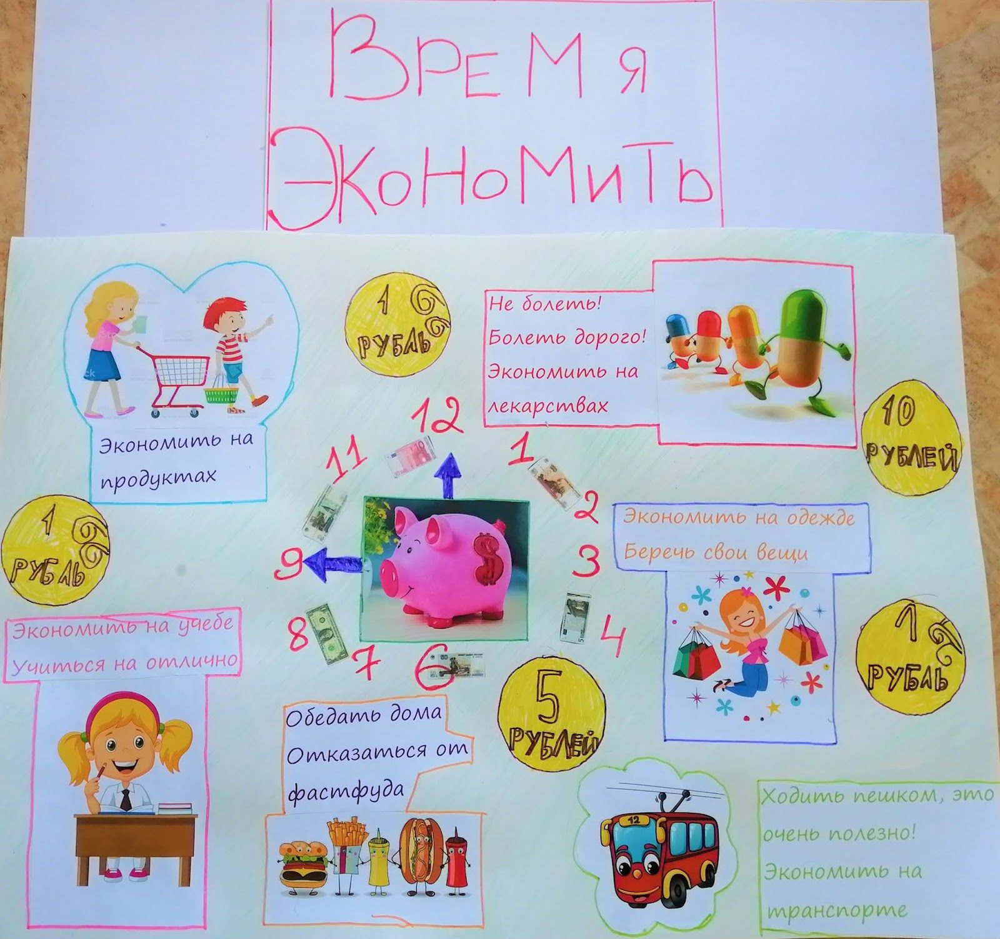 ВРЕМЯ
ЭКОНОМИТЬ
Экономить на
продуктах
1
РУБЛЬ
Не болеть!
Болеть дорого!
Экономить на
лекарствах
10
РУБЛЕЙ
12
11
10
1
2
3
4
6
7
8
9
$
50
5
1
РУБЛЬ
Экономить на одежде
Беречь свои вещи
Экономить на учебе
Учиться на отлично
1
РУБЛЬ
5
РУБЛЕЙ
Обедать дома
Отказаться от
фастфуда
12
Ходить пешком, это
очень полезно!
Экономить на
транспорте